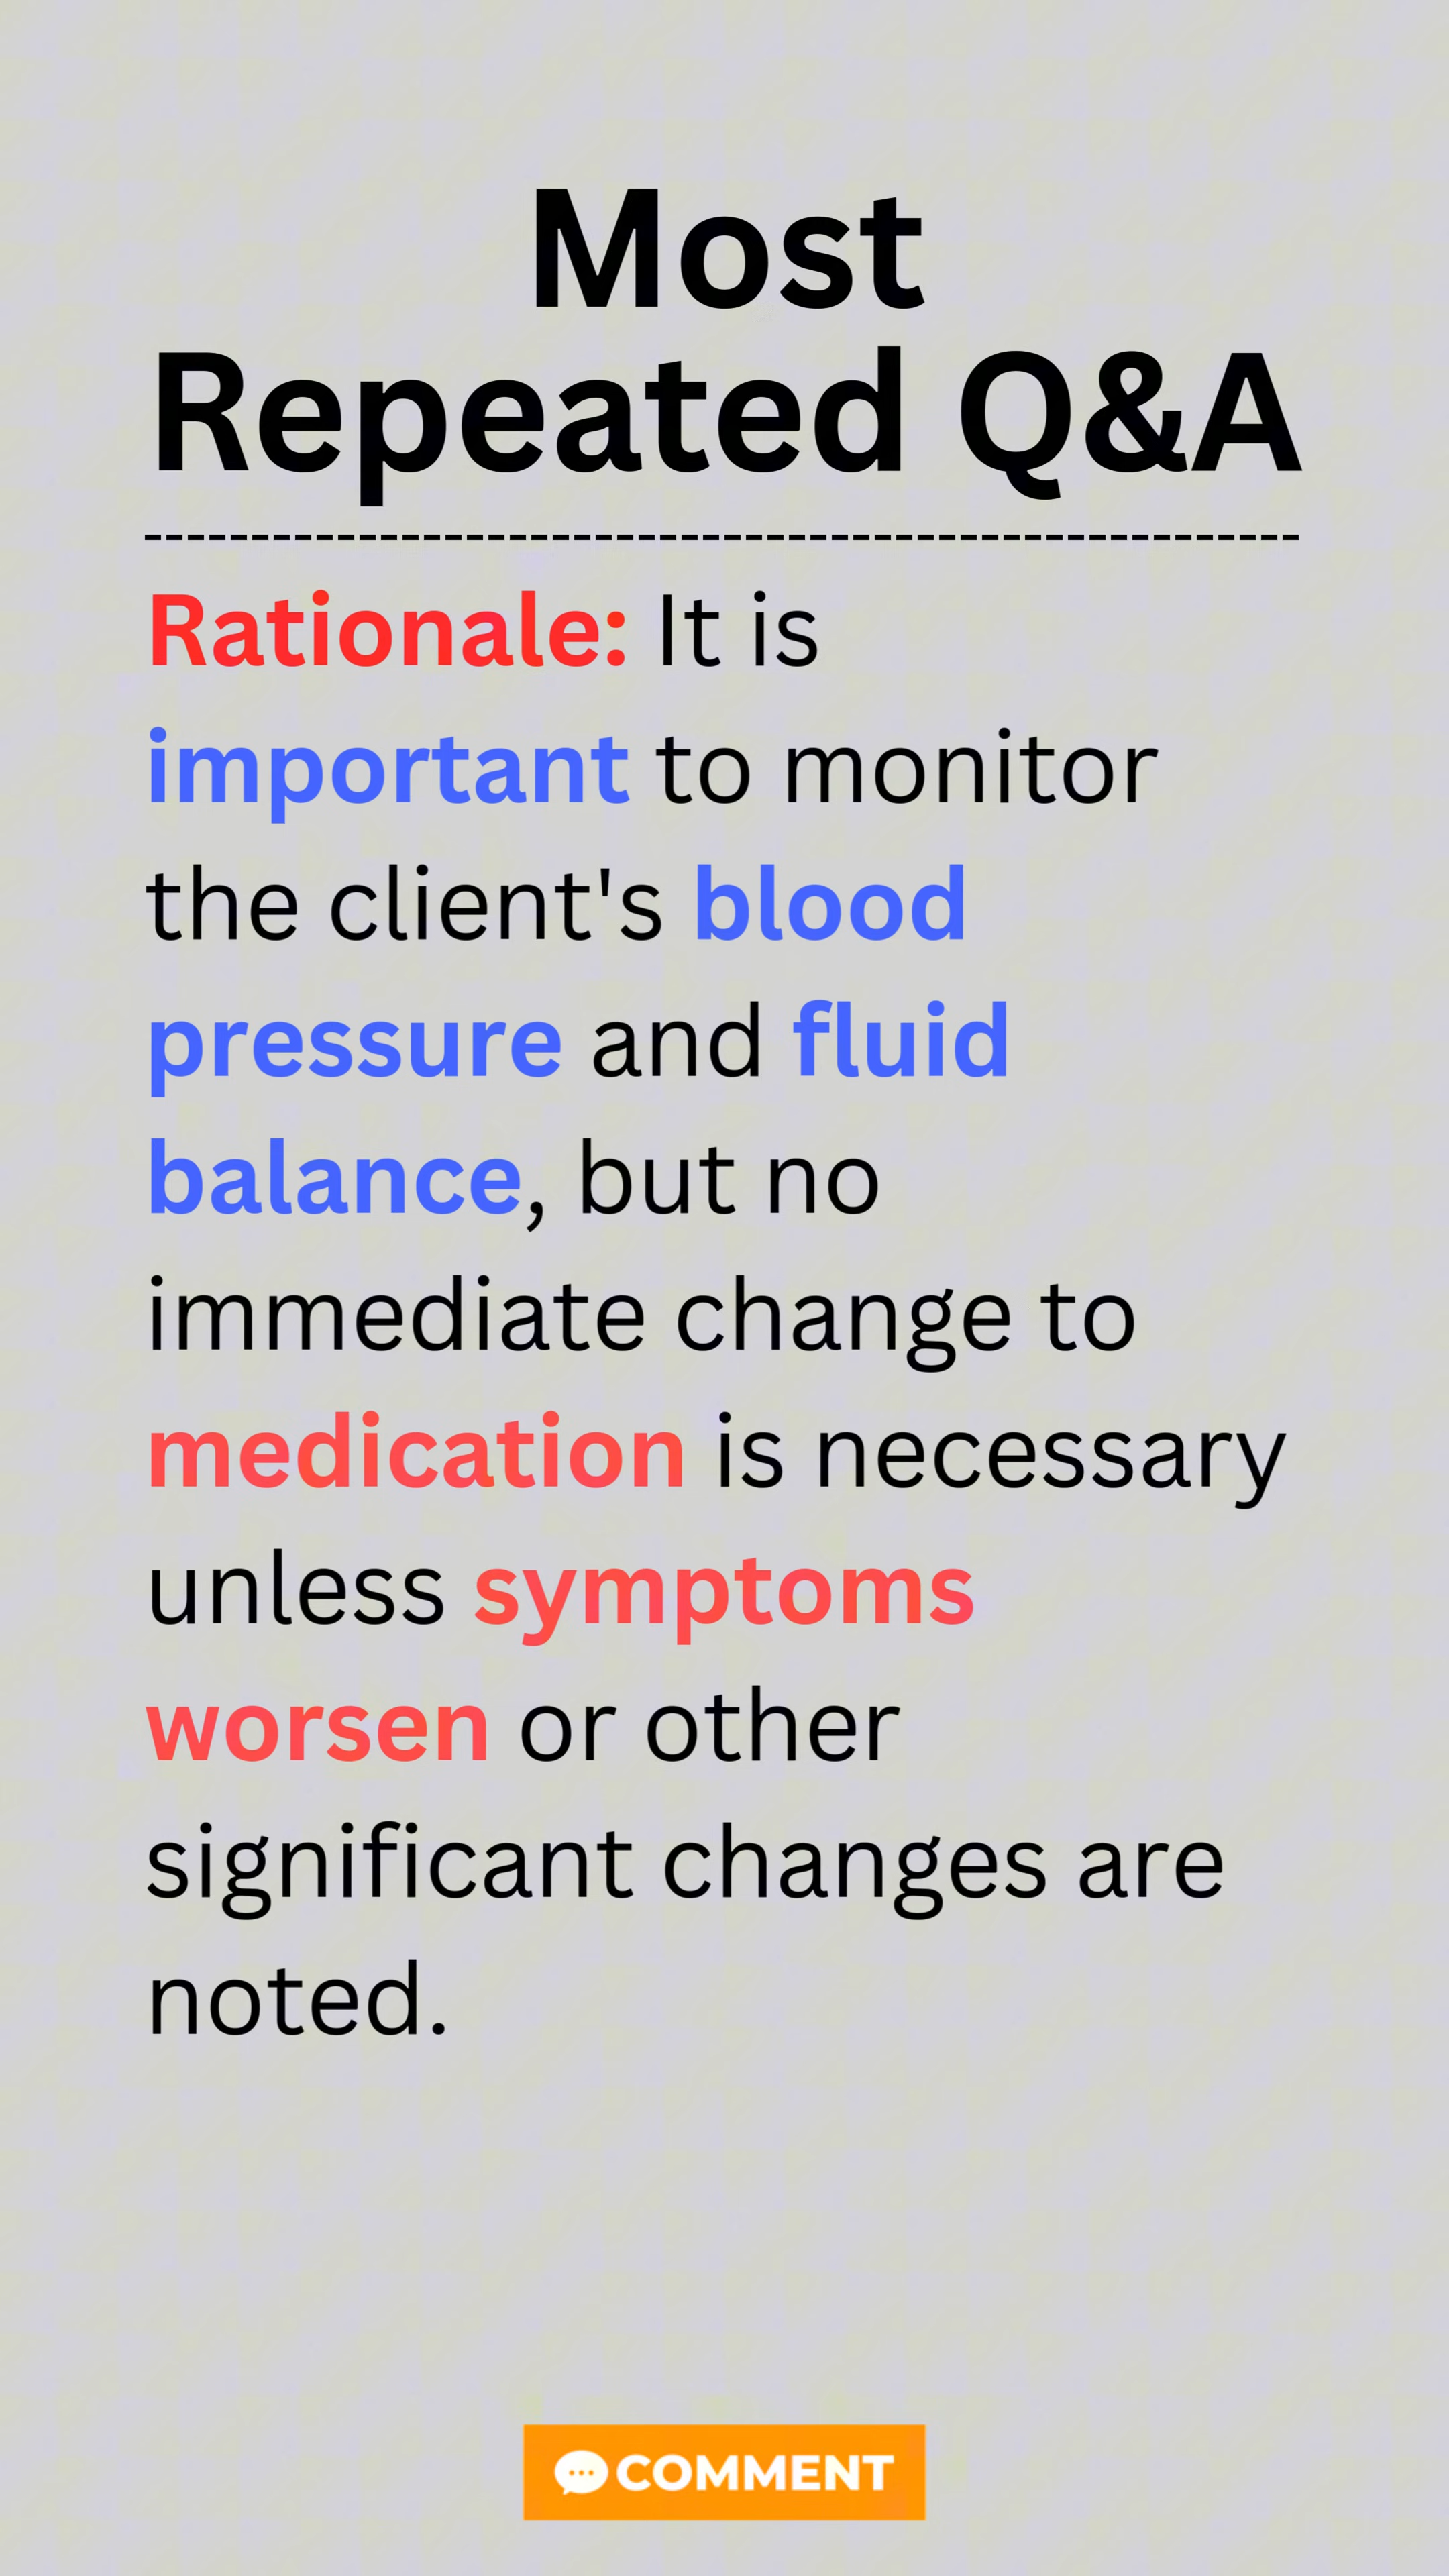 Most
Repeated Q&A
Rationale: It is
important to monitor
the client's blood
pressure and fluid
balance, but no
immediate change to
medication is necessary
unless symptoms
worsen or other
significant changes are
noted.
COMMENT